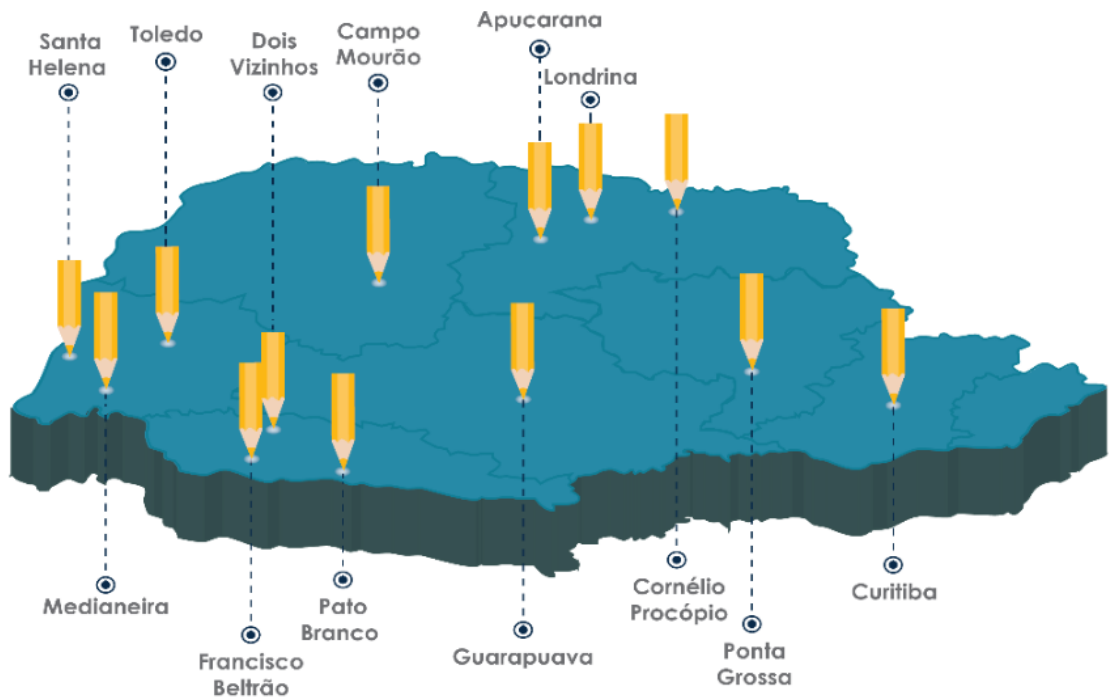 Santa
Helena
Toledo
Dois
Vizinhos
Campo
Mourão
Apucarana
Londrina
Medianeira
Francisco
Beltrão
Pato
Branco
Guarapuava
Cornélio
Procópio
Ponta
Grossa
Curitiba